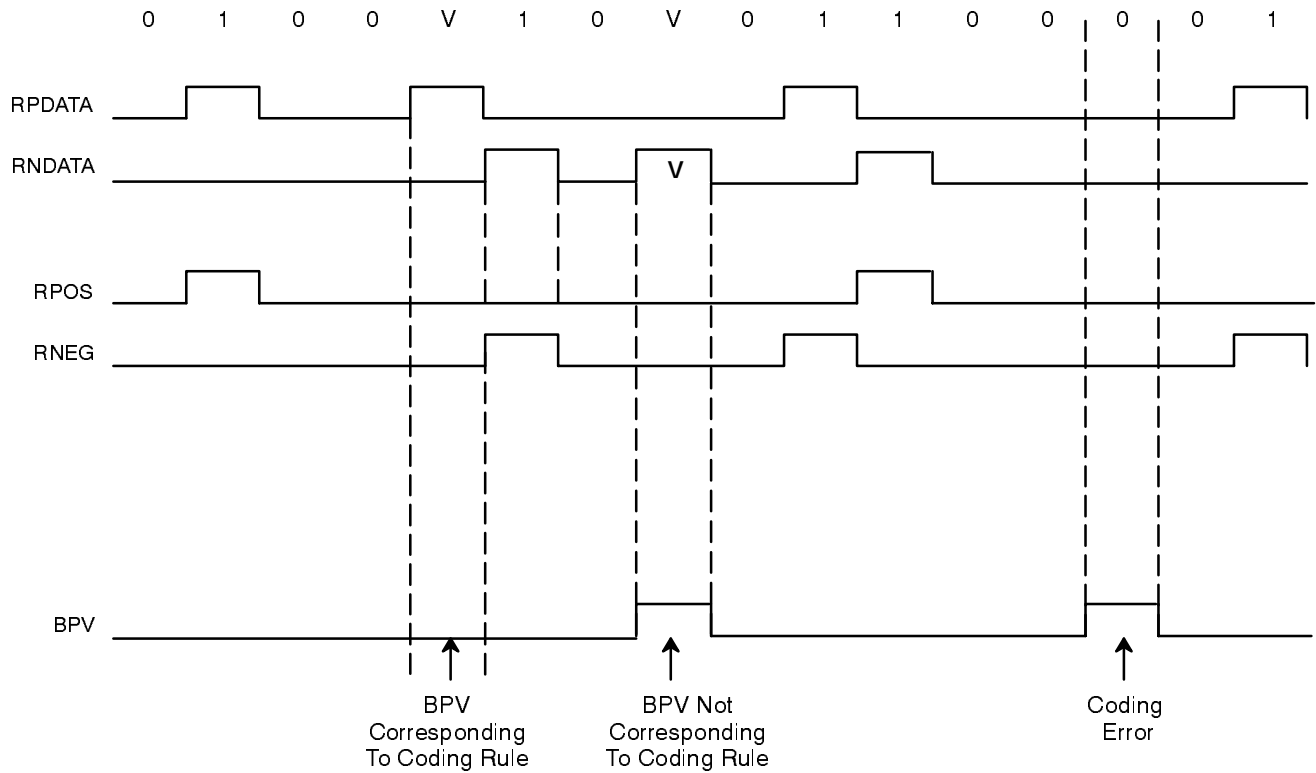 0 1 0 0 V 1 0 V 0 1 1 0 0 0 0 1
RPDATA
RNDATA
V
RPOS
RNEG
BPV
BPV
Corresponding
To Coding Rule
BPV Not
Corresponding
To Coding Rule
Coding
Error